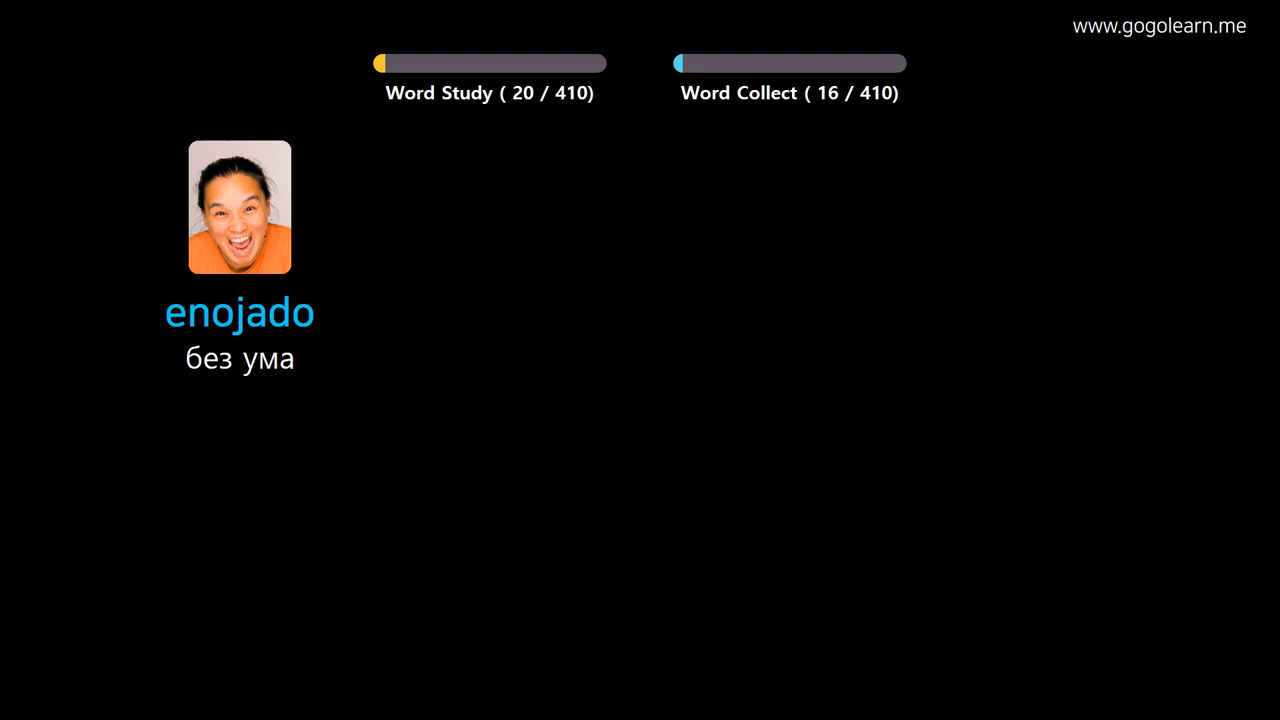 www.gogolearn.me
Word Study ( 20 / 410)
Word Collect ( 16 / 410)
enojado
без ума